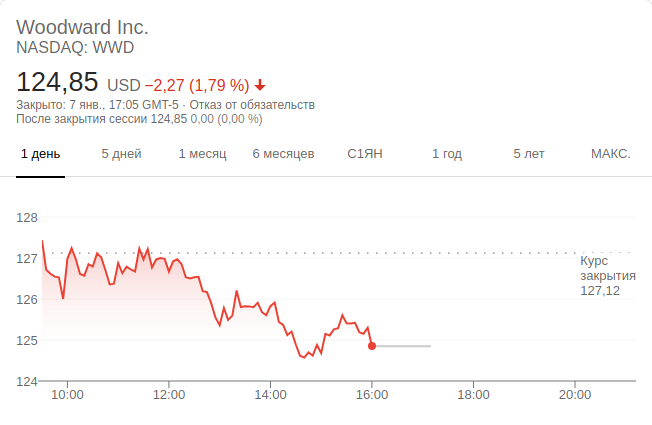 Woodward Inc.
NASDAQ: WWD
124,85 USD −2,27 (1,79 %)
Закрыто: 7 янв., 17:05 GMT-5 · Отказ от обязательств
После закрытия сессии 124,85 0,00 (0,00 %)
1 день 5 дней 1 месяц 6 месяцев С1ЯН 1 год 5 лет МАКС.
128
127
Курс
закрытия
127,12
126
125
124
10:00 12:00 14:00 16:00 18:00 20:00